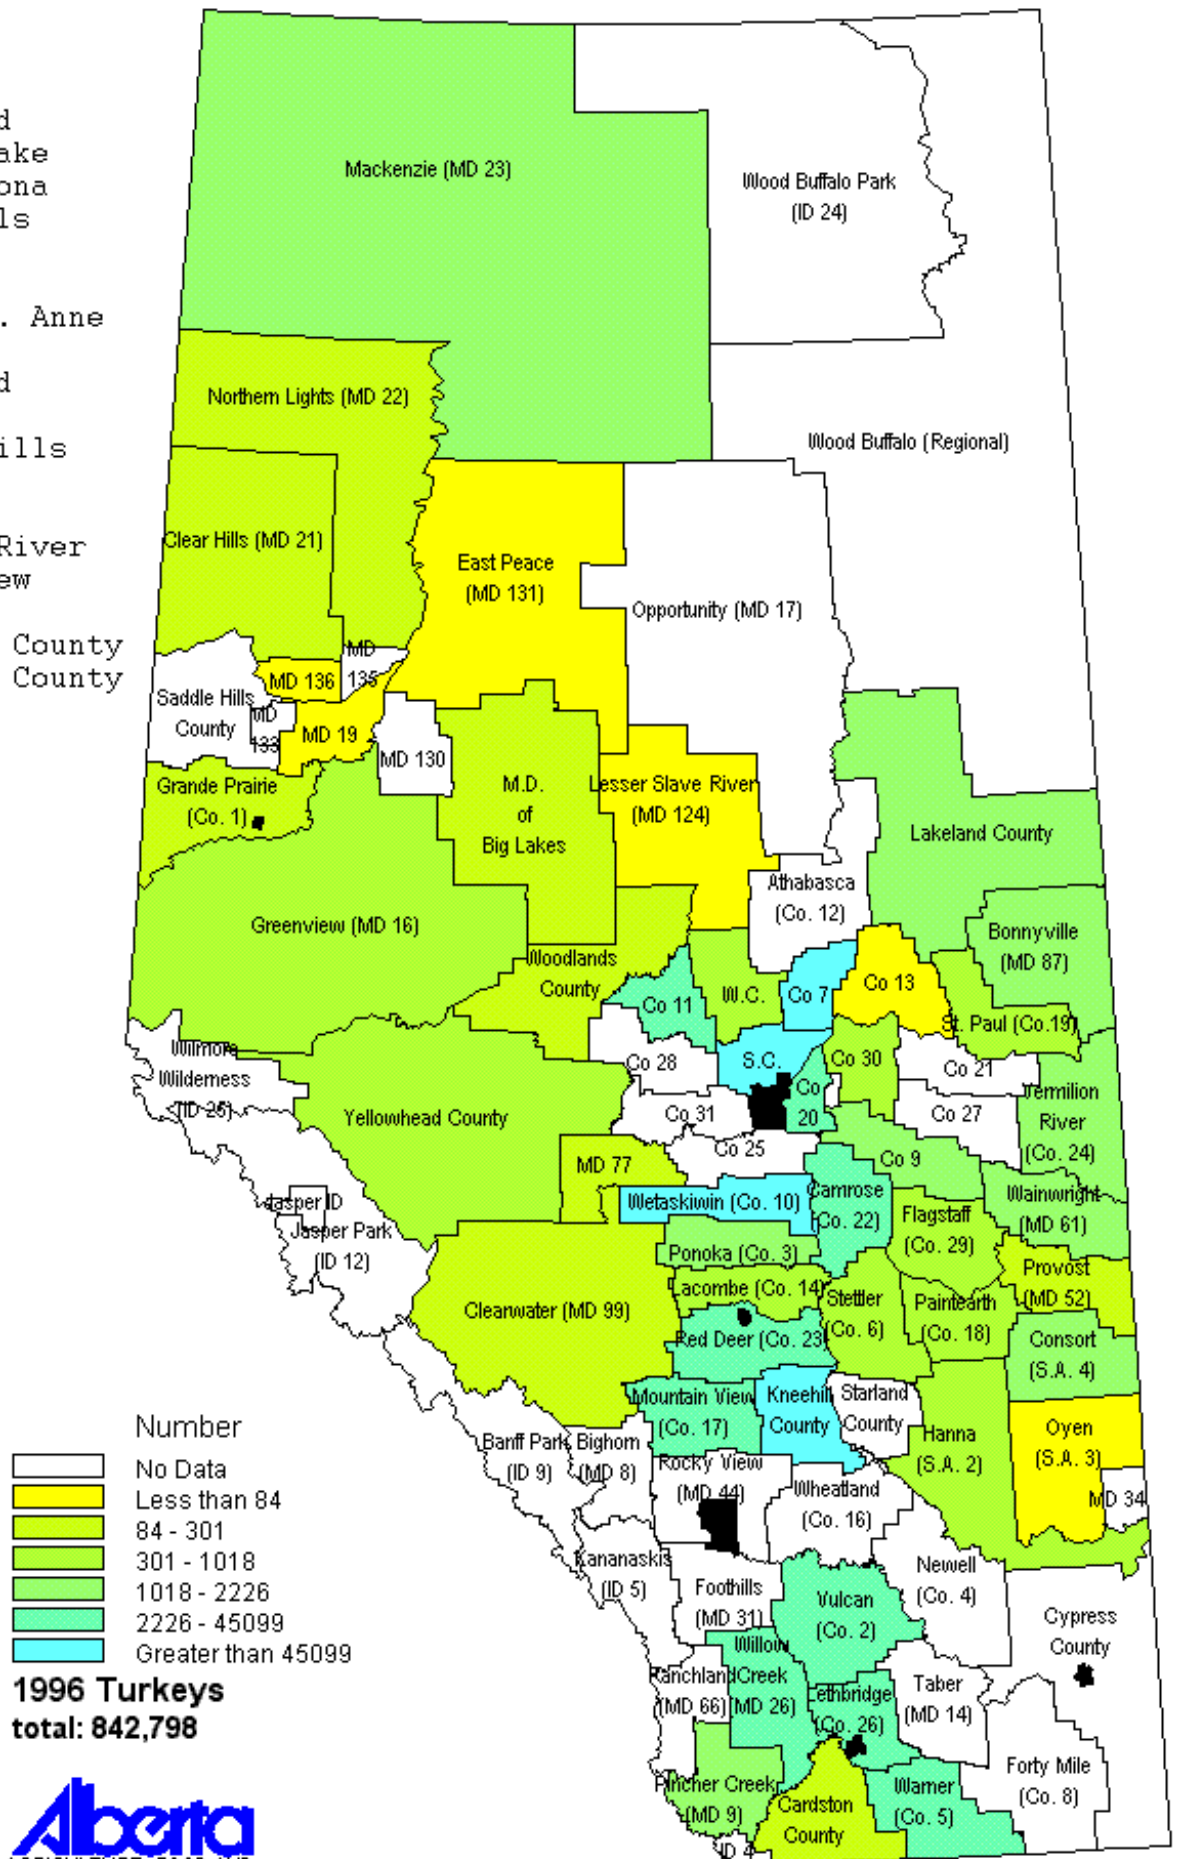 ake
ona
ls
. Anne
ills
River
ew
County
County
Mackenzie (MD 23)
Wood Buffalo Park
(ID 24)
Northern Lights (MD 22)
Wood Buffalo (Regional)
Clear Hills (MD 21)
East Peace
(MD 131)
Opportunity (MD 17)
MD
135
MD 136
Saddle Hills
County
MD
133
MD 19
MD 130
Grande Prairie
(Co. 1)
M.D.
of
Big Lakes
Lesser Slave River
(MD 124)
Lakeland County
Athabasca
(Co. 12)
Greenview (MD 16)
Bonnyville
(MD 87)
Woodlands
County
Co 11
W.C.
Co 7
Co 13
St. Paul (Co.19)
Wilmore
Wilderness
(ID 25)
Co 28
S.C.
Co 30
Co 21
Yellowhead County
Co 31
Co
20
Co 27
Vermilion
River
(Co. 24)
Co 25
MD 77
Co 9
Jasper ID
Jasper Park
(ID 12)
Wetaskiwin (Co. 10)
Camrose
(Co. 22)
Flagstaff
(Co. 29)
Wainwright
(MD 61)
Ponoka (Co. 3)
Provost
(MD 52)
Clearwater (MD 99)
Lacombe (Co. 14)
Stettler
(Co. 6)
Paintearth
(Co. 18)
Red Deer (Co. 23)
Consort
(S.A. 4)
Mountain View
(Co. 17)
Kneehill
County
Starland
County
Hanna
(S.A. 2)
Oyen
(S.A. 3)
MD 34
Banff Park
(ID 9)
Bighorn
(MD 8)
Rocky View
(MD 44)
Wheatland
(Co. 16)
Kananaskis
(ID 5)
Foothills
(MD 31)
Vulcan
(Co. 2)
Newell
(Co. 4)
Cypress
County
Willow
Creek
(MD 26)
Ranchland
(MD 66)
Lethbridge
(Co. 26)
Taber
(MD 14)
Pincher Creek
(MD 9)
Cardston
County
Warner
(Co. 5)
Forty Mile
(Co. 8)
ID 4
Number
No Data
Less than 84
84 - 301
301 - 1018
1018 - 2226
2226 - 45099
Greater than 45099
1996 Turkeys
total: 842,798
Alberta